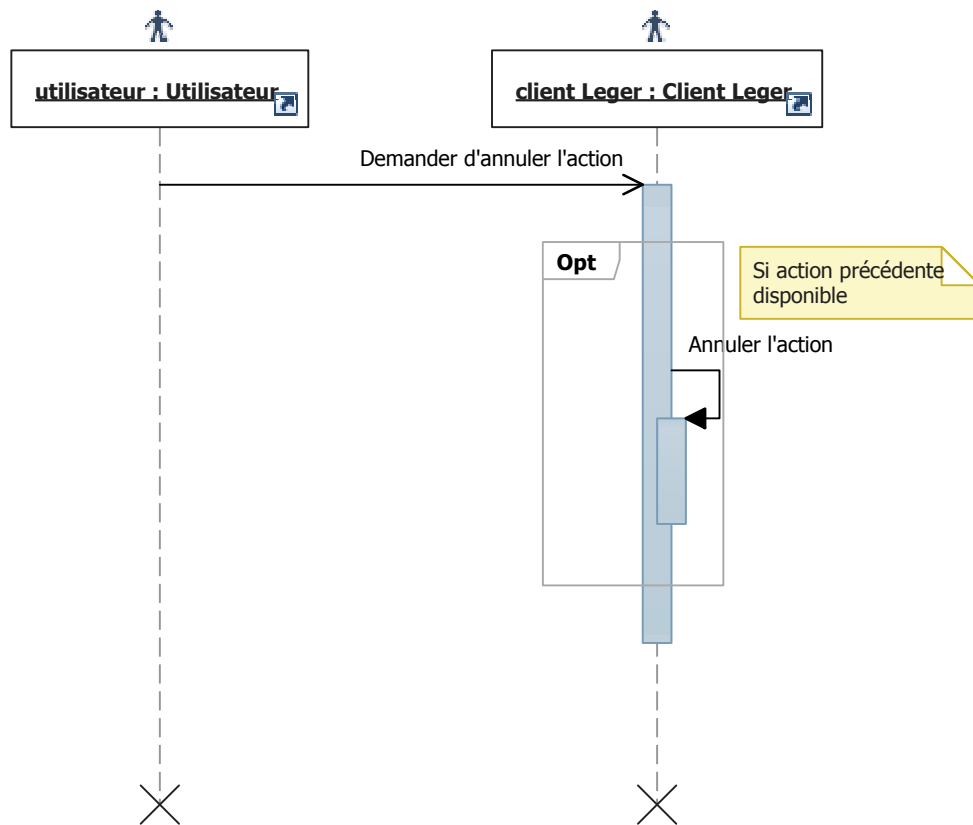 utilisateur : Utilisateur
client Leger : Client Leger
Demander d'annuler l'action
Opt
Si action précédente
disponible
Annuler l'action